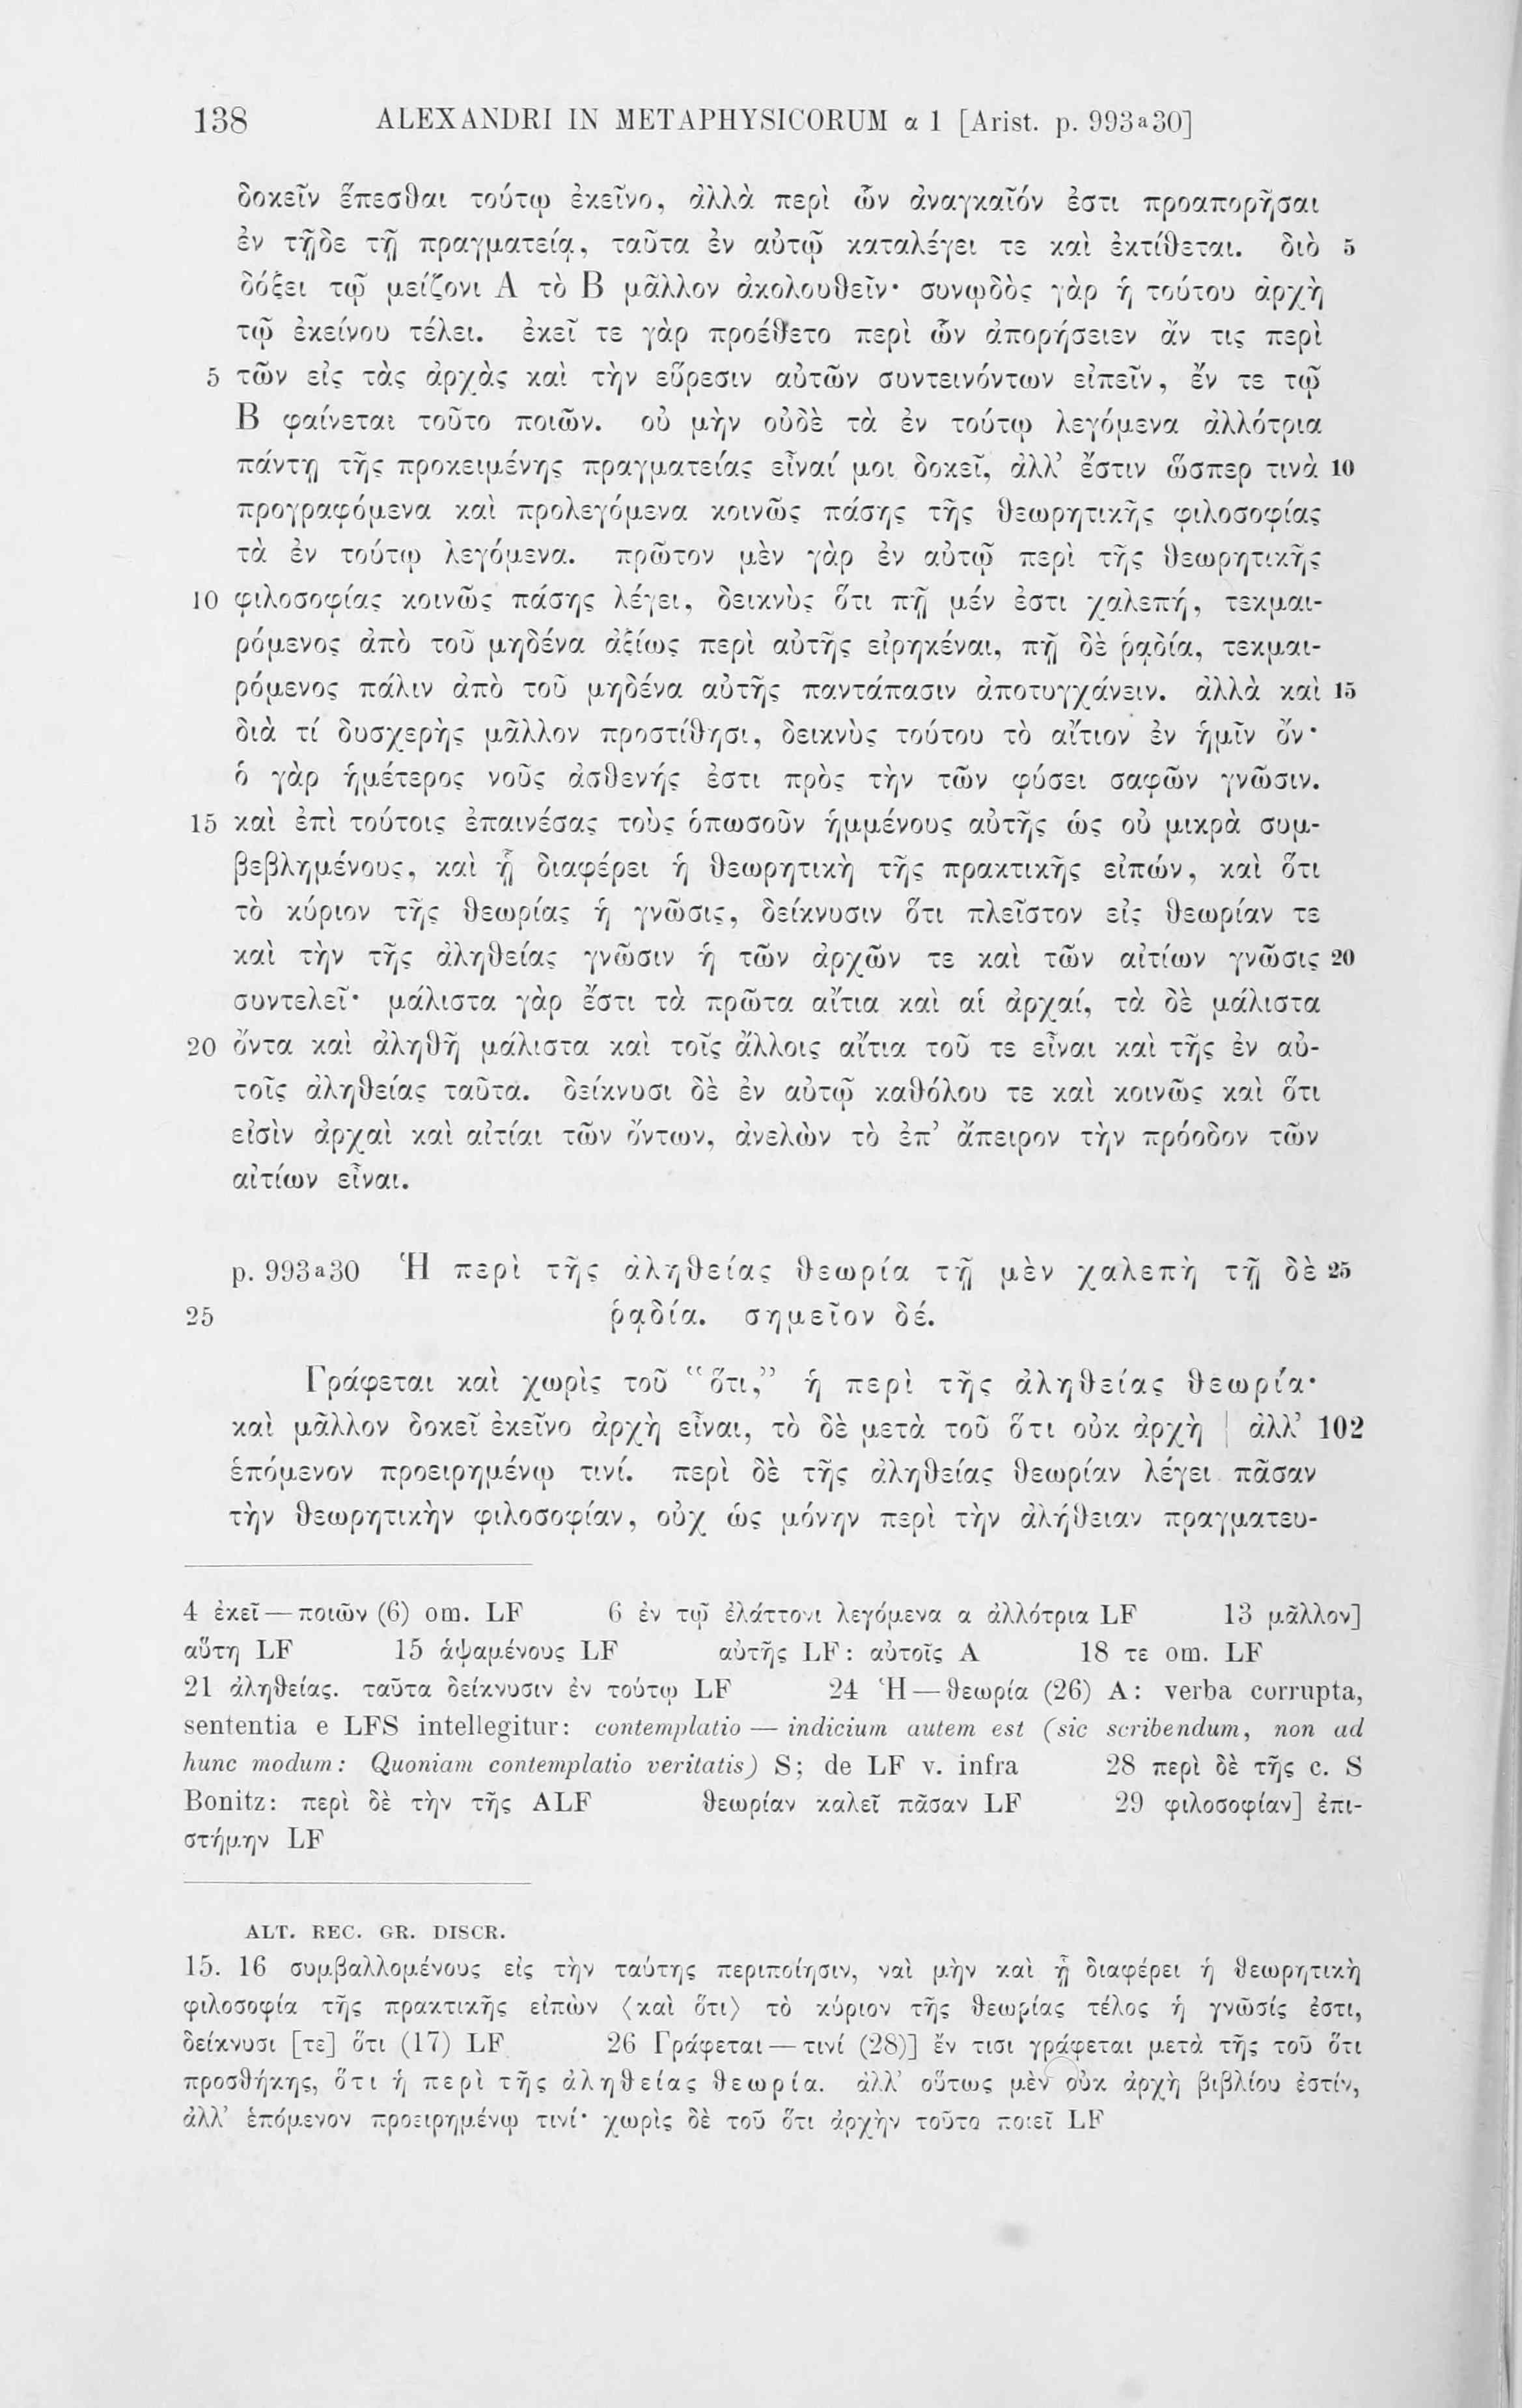 138 ALEXANDRI IN METAPHYSICORUM α 1 [Arist. p. 993ᵃ30]
δοκεῖν ἕπεσθαι τούτῳ ἐκεῖνο, ἀλλὰ περὶ ὧν ἀναγκαῖόν ἐστι προαπορῆσαι
ἐν τῇδε τῇ πραγματείᾳ, ταῦτα ἐν αὐτῷ καταλέγει τε καὶ ἐκτίθεται. διὸ 5
δόξει τῷ μείζονι Α τὸ Β μᾶλλον ἀκολουθεῖν· συνῳδὸς γὰρ ἡ τούτου ἀρχὴ
τῷ ἐκείνου τέλει. ἐκεῖ τε γὰρ προέθετο περὶ ὧν ἀπορήσειεν ἄν τις περὶ
5 τῶν εἰς τὰς ἀρχὰς καὶ τὴν εὕρεσιν αὐτῶν συντεινόντων εἰπεῖν, ἔν τε τῷ
Β φαίνεται τοῦτο ποιῶν. οὐ μὴν οὐδὲ τὰ ἐν τούτῳ λεγόμενα ἀλλότρια
πάντῃ τῆς προκειμένης πραγματείας εἶναί μοι δοκεῖ, ἀλλ’ ἔστιν ὥσπερ τινὰ 10
προγραφόμενα καὶ προλεγόμενα κοινῶς πάσης τῆς θεωρητικῆς φιλοσοφίας
τὰ ἐν τούτῳ λεγόμενα. πρῶτον μὲν γὰρ ἐν αὐτῷ περὶ τῆς θεωρητικῆς
10 φιλοσοφίας κοινῶς πάσης λέγει, δεικνὺς ὅτι πῇ μέν ἐστι χαλεπή, τεκμαι-
ρόμενος ἀπὸ τοῦ μηδένα ἀξίως περὶ αὐτῆς εἰρηκέναι, πῇ δὲ ῥᾳδία, τεκμαι-
ρόμενος πάλιν ἀπὸ τοῦ μηδένα αὐτῆς παντάπασιν ἀποτυγχάνειν. ἀλλὰ καὶ 15
διὰ τί δυσχερὴς μᾶλλον προστίθησι, δεικνὺς τούτου τὸ αἴτιον ἐν ἡμῖν ὄν·
ὁ γὰρ ἡμέτερος νοῦς ἀσθενής ἐστι πρὸς τὴν τῶν φύσει σαφῶν γνῶσιν.
15 καὶ ἐπὶ τούτοις ἐπαινέσας τοὺς ὁπωσοῦν ἡμμένους αὐτῆς ὡς οὐ μικρὰ συμ-
βεβλημένους, καὶ ᾗ διαφέρει ἡ θεωρητικὴ τῆς πρακτικῆς εἰπών, καὶ ὅτι
τὸ κύριον τῆς θεωρίας ἡ γνῶσις, δείκνυσιν ὅτι πλεῖστον εἰς θεωρίαν τε
καὶ τὴν τῆς ἀληθείας γνῶσιν ἡ τῶν ἀρχῶν τε καὶ τῶν αἰτίων γνῶσις 20
συντελεῖ· μάλιστα γὰρ ἔστι τὰ πρῶτα αἴτια καὶ αἱ ἀρχαί, τὰ δὲ μάλιστα
20 ὄντα καὶ ἀληθῆ μάλιστα καὶ τοῖς ἄλλοις αἴτια τοῦ τε εἶναι καὶ τῆς ἐν αὐ-
τοῖς ἀληθείας ταῦτα. δείκνυσι δὲ ἐν αὐτῷ καθόλου τε καὶ κοινῶς καὶ ὅτι
εἰσὶν ἀρχαὶ καὶ αἰτίαι τῶν ὄντων, ἀνελὼν τὸ ἐπ’ ἄπειρον τὴν πρόοδον τῶν
αἰτίων εἶναι.
p. 993ᵃ30 Ἡ περὶ τῆς ἀληθείας θεωρία τῇ μὲν χαλεπὴ τῇ δὲ 25
25 ῥᾳδία. σημεῖον δέ.
Γράφεται καὶ χωρὶς τοῦ “ὅτι,” ἡ περὶ τῆς ἀληθείας θεωρία·
καὶ μᾶλλον δοκεῖ ἐκεῖνο ἀρχὴ εἶναι, τὸ δὲ μετὰ τοῦ ὅτι οὐκ ἀρχὴ | ἀλλ’ 102
ἑπόμενον προειρημένῳ τινί. περὶ δὲ τῆς ἀληθείας θεωρίαν λέγει πᾶσαν
τὴν θεωρητικὴν φιλοσοφίαν, οὐχ ὡς μόνην περὶ τὴν ἀλήθειαν πραγματευ-
4 ἐκεῖ — ποιῶν (6) om. LF 6 ἐν τῷ ἐλάττονι λεγόμενα α ἀλλότρια LF 13 μᾶλλον]
αὕτη LF 15 ἁψαμένους LF αὐτῆς LF: αὐτοῖς A 18 τε om. LF
21 ἀληθείας. ταῦτα δείκνυσιν ἐν τούτῳ LF 24 Ἡ — θεωρία (26) A: verba corrupta,
sententia e LFS intellegitur: contemplatio — indicium autem est (sic scribendum, non ad
hunc modum: Quoniam contemplatio veritatis) S; de LF v. infra 28 περὶ δὲ τῆς c. S
Bonitz: περὶ δὲ τὴν τῆς ALF θεωρίαν καλεῖ πᾶσαν LF 29 φιλοσοφίαν] ἐπι-
στήμην LF
ALT. REC. GR. DISCR.
15. 16 συμβαλλομένους εἰς τὴν ταύτης περιποίησιν, ναὶ μὴν καὶ ᾗ διαφέρει ἡ θεωρητικὴ
φιλοσοφία τῆς πρακτικῆς εἰπὼν ⟨καὶ ὅτι⟩ τὸ κύριον τῆς θεωρίας τέλος ἡ γνῶσίς ἐστι,
δείκνυσι [τε] ὅτι (17) LF 26 Γράφεται — τινί (28)] ἔν τισι γράφεται μετὰ τῆς τοῦ ὅτι
προσθήκης, ὅτι ἡ περὶ τῆς ἀληθείας θεωρία. ἀλλ’ οὕτως μὲν οὐκ ἀρχὴ βιβλίου ἐστίν,
ἀλλ’ ἑπόμενον προειρημένῳ τινί· χωρὶς δὲ τοῦ ὅτι ἀρχὴν τοῦτο ποιεῖ LF